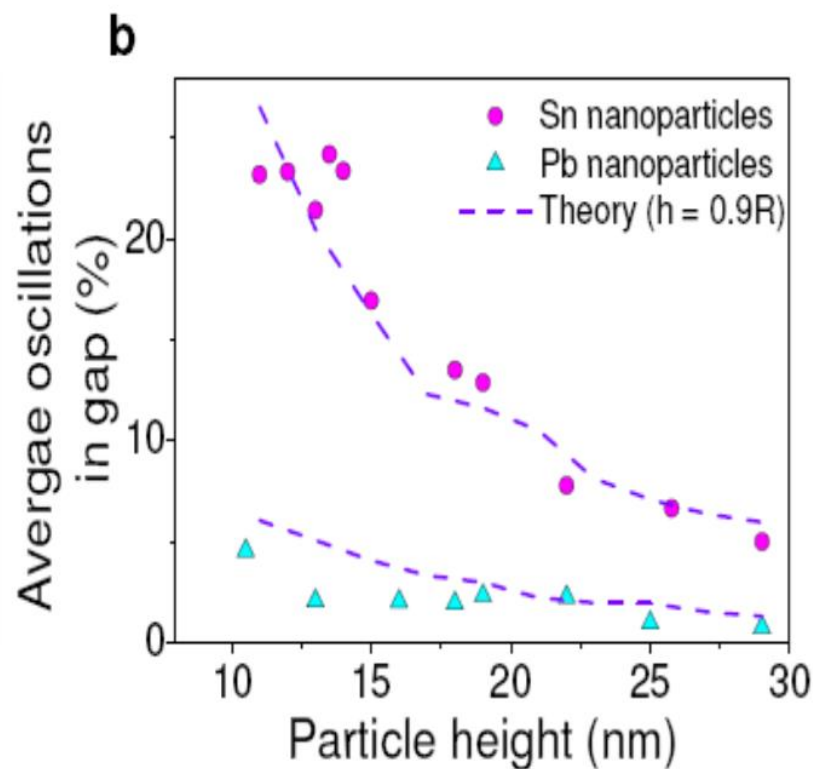 b
Avergae oscillations
in gap (%)
Sn nanoparticles
Pb nanoparticles
Theory (h = 0.9R)
20
10
0
10 15 20 25 30
Particle height (nm)